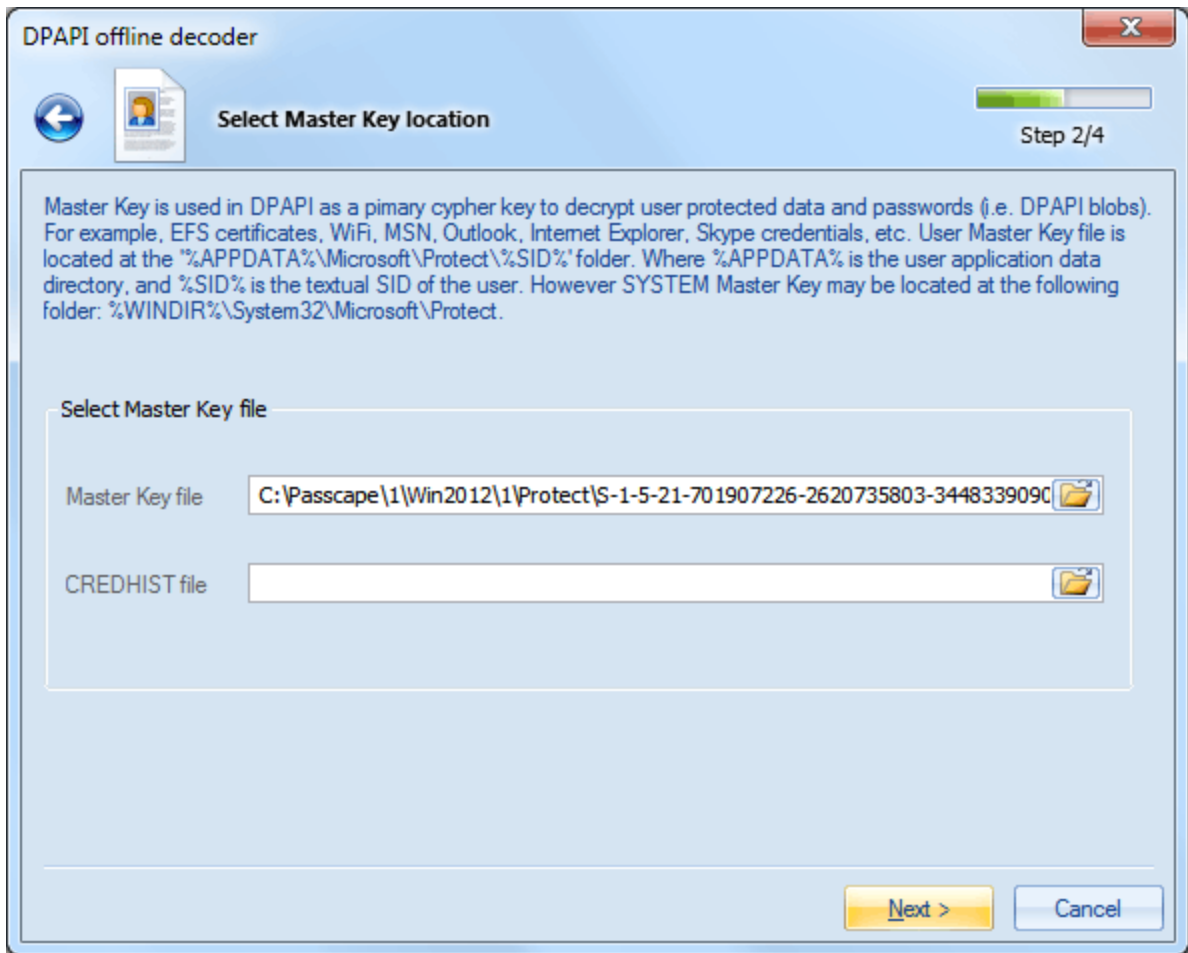 DPAPI offline decoder
Select Master Key location
Step 2/4
Master Key is used in DPAPI as a pimary cypher key to decrypt user protected data and passwords (i.e. DPAPI blobs).
For example, EFS certificates, WiFi, MSN, Outlook, Internet Explorer, Skype credentials, etc. User Master Key file is
located at the '%APPDATA%\Microsoft\Protect\%SID%' folder. Where %APPDATA% is the user application data
directory, and %SID% is the textual SID of the user. However SYSTEM Master Key may be located at the following
folder: %WINDIR%\System32\Microsoft\Protect.
Select Master Key file
Master Key file
C:\Passcape\1\Win2012\1\Protect\S-1-5-21-701907226-2620735803-3448339090
CREDHIST file
Next >
Cancel